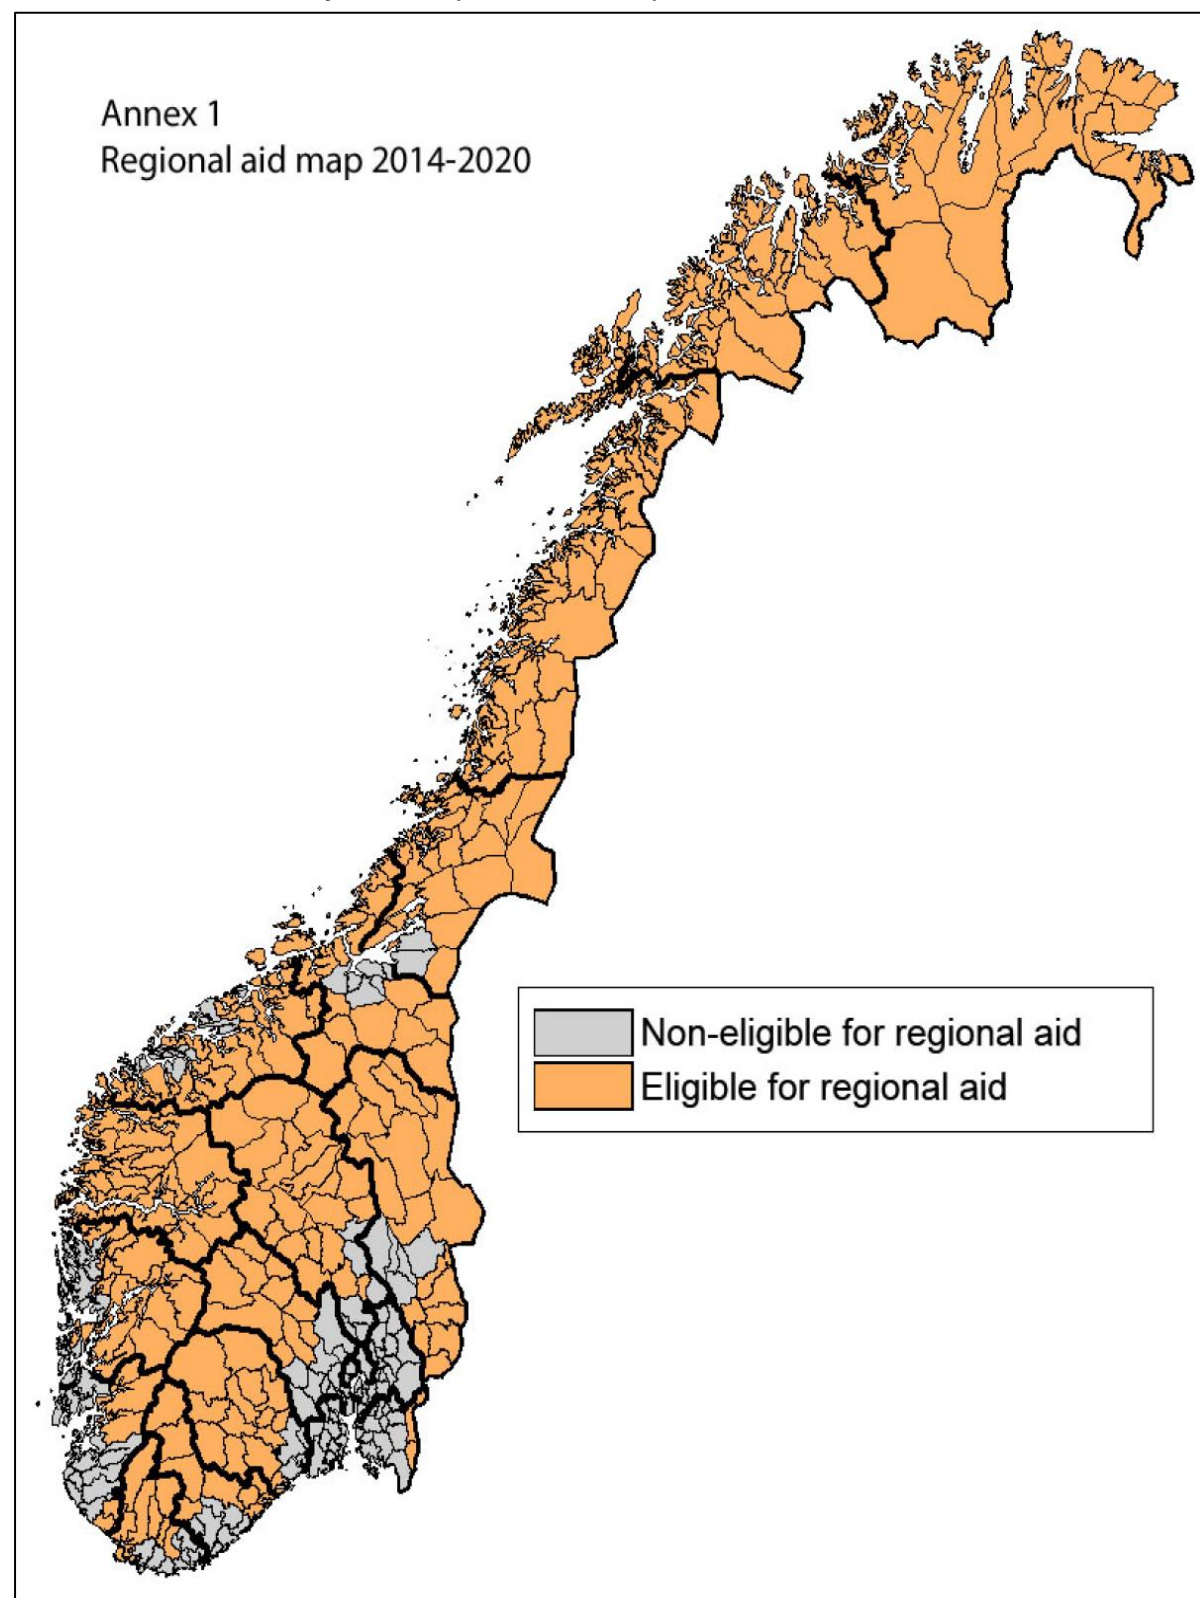 Annex 1
Regional aid map 2014-2020
Non-eligible for regional aid
Eligible for regional aid